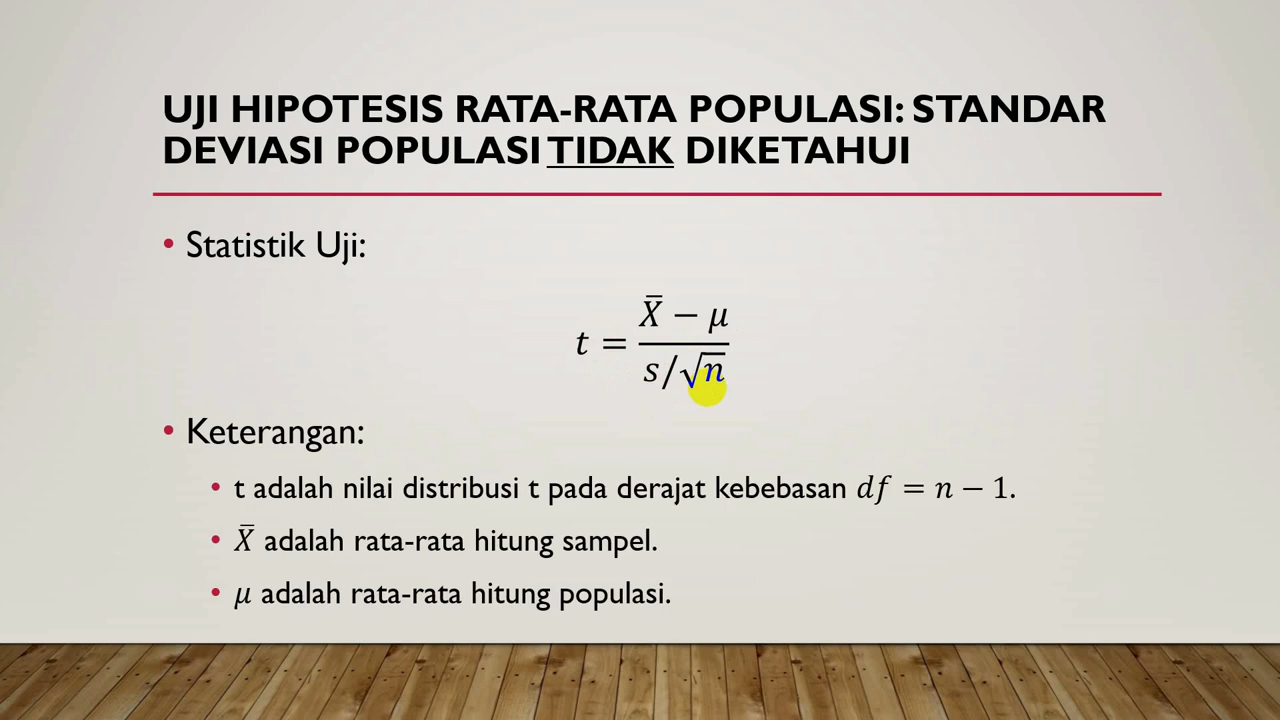 UJI HIPOTESIS RATA-RATA POPULASI: STANDAR
DEVIASI POPULASI TIDAK DIKETAHUI
• Statistik Uji:
t = (X̄ − μ) / (s/√n)
• Keterangan:
• t adalah nilai distribusi t pada derajat kebebasan df = n − 1.
• X̄ adalah rata-rata hitung sampel.
• μ adalah rata-rata hitung populasi.